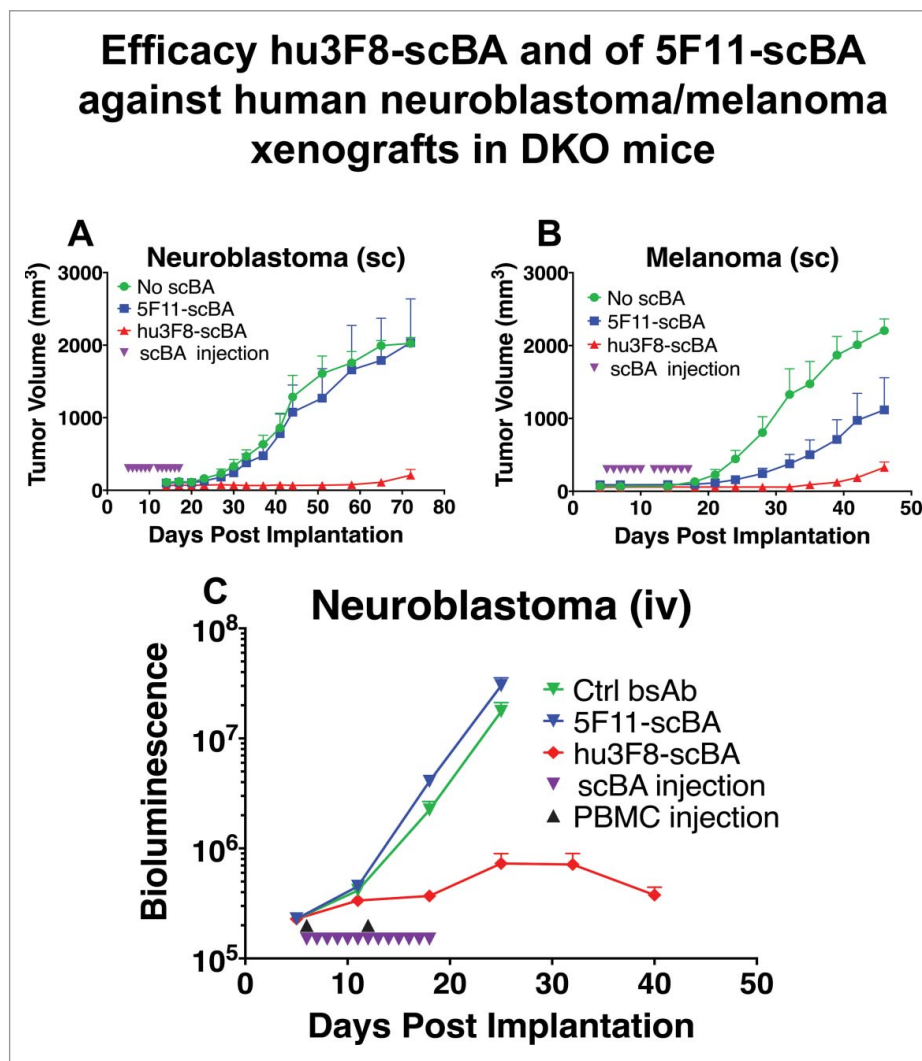 Efficacy hu3F8-scBA and of 5F11-scBA
against human neuroblastoma/melanoma
xenografts in DKO mice
A
Neuroblastoma (sc)
Tumor Volume (mm³)
3000
2000
1000
0
No scBA
5F11-scBA
hu3F8-scBA
scBA injection
0 10 20 30 40 50 60 70 80
Days Post Implantation
B
Melanoma (sc)
Tumor Volume (mm³)
3000
2000
1000
0
No scBA
5F11-scBA
hu3F8-scBA
scBA injection
0 10 20 30 40 50
Days Post Implantation
C
Neuroblastoma (iv)
Bioluminescence
10⁸
10⁷
10⁶
10⁵
Ctrl bsAb
5F11-scBA
hu3F8-scBA
scBA injection
PBMC injection
0 10 20 30 40 50
Days Post Implantation